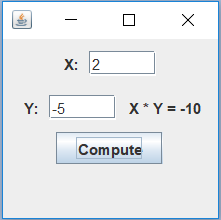 X: 2
Y: -5 X * Y = -10
Compute